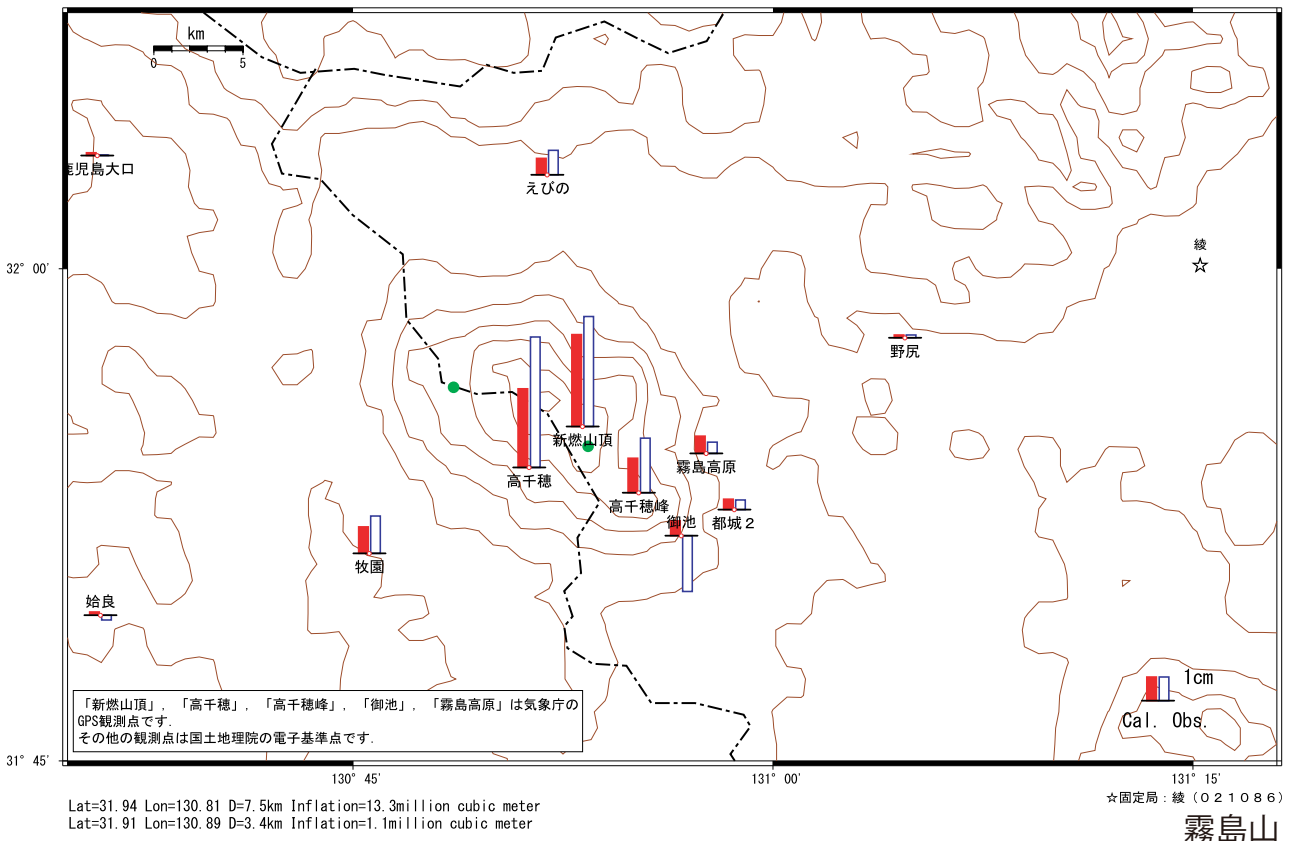 km
0 5
鹿児島大口
えびの
綾
☆
32° 00'
野尻
新燃山頂
霧島高原
高千穂
高千穂峰
御池
都城２
牧園
姶良
1cm
Cal. Obs.
「新燃山頂」，「高千穂」，「高千穂峰」，「御池」，「霧島高原」は気象庁の
GPS観測点です．
その他の観測点は国土地理院の電子基準点です．
31° 45'
130° 45' 131° 00' 131° 15'
Lat=31.94 Lon=130.81 D=7.5km Inflation=13.3million cubic meter
Lat=31.91 Lon=130.89 D=3.4km Inflation=1.1million cubic meter
☆固定局：綾（０２１０８６）
霧島山